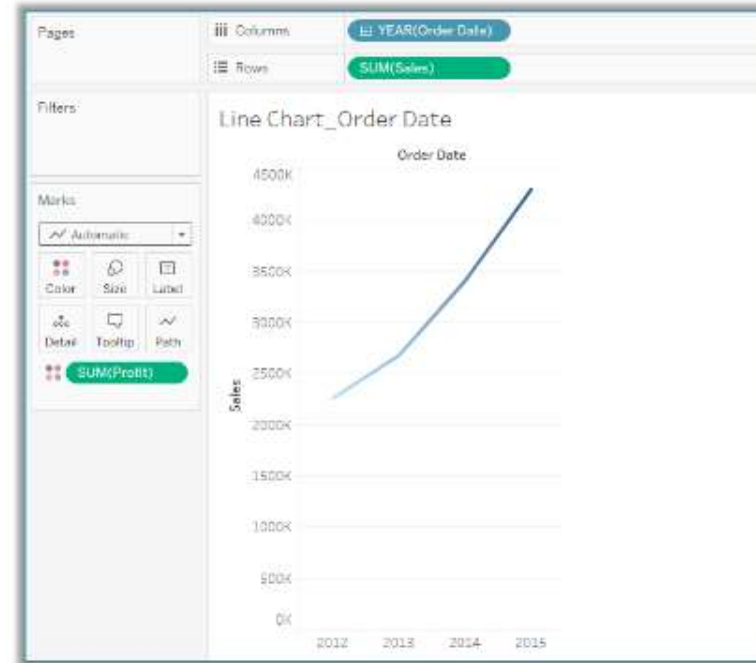 Pages
Columns
YEAR(Order Date)
Rows
SUM(Sales)
Filters
Marks
Automatic
Color Size Label
Detail Tooltip Path
SUM(Profit)
Line Chart_Order Date
Order Date
4500K
4000K
3500K
3000K
2500K
2000K
1500K
1000K
500K
0K
Sales
2012 2013 2014 2015